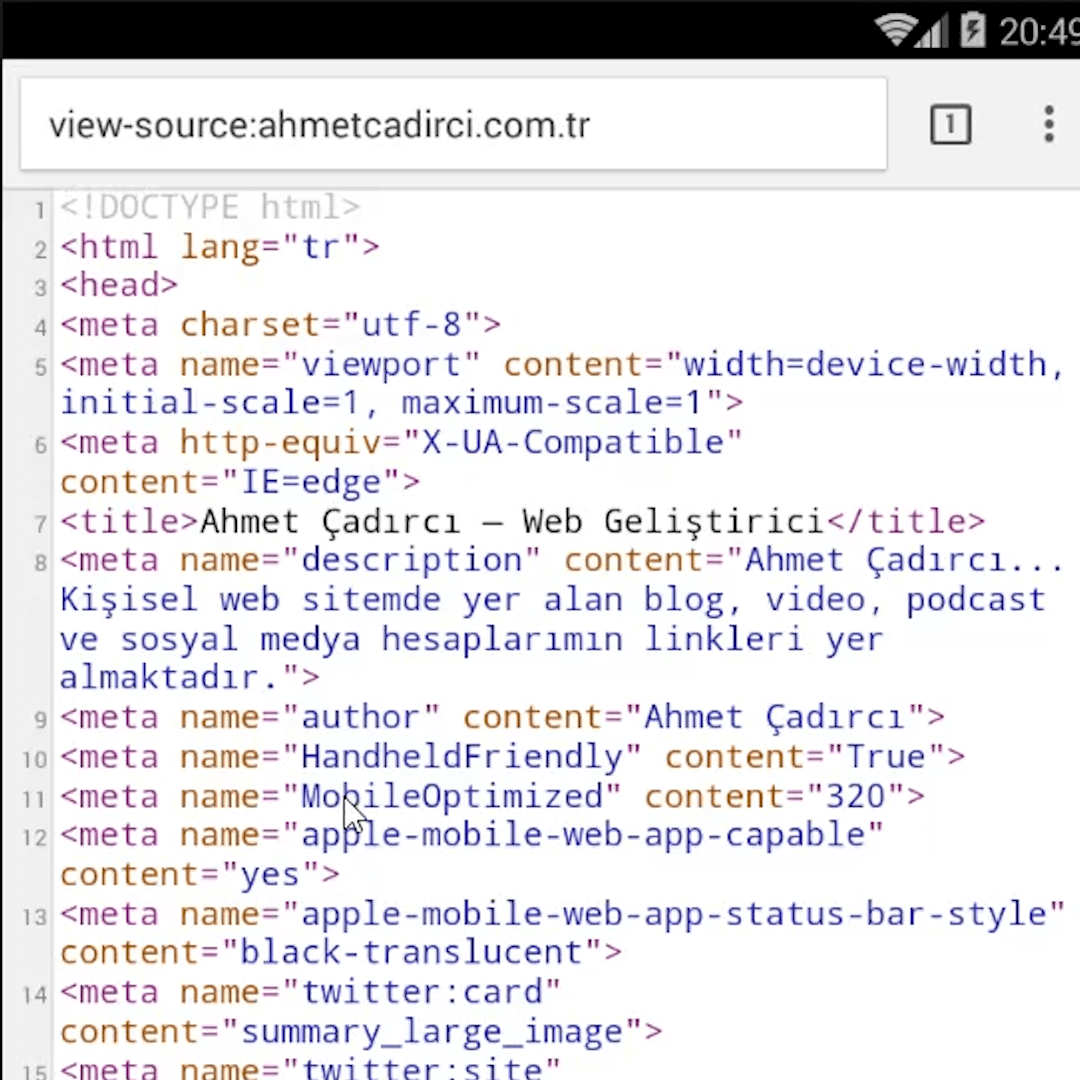 20:49
view-source:ahmetcadirci.com.tr
1
1 <!DOCTYPE html>
2 <html lang="tr">
3 <head>
4 <meta charset="utf-8">
5 <meta name="viewport" content="width=device-width,
initial-scale=1, maximum-scale=1">
6 <meta http-equiv="X-UA-Compatible"
content="IE=edge">
7 <title>Ahmet Çadırcı – Web Geliştirici</title>
8 <meta name="description" content="Ahmet Çadırcı...
Kişisel web sitemde yer alan blog, video, podcast
ve sosyal medya hesaplarımın linkleri yer
almaktadır.">
9 <meta name="author" content="Ahmet Çadırcı">
10 <meta name="HandheldFriendly" content="True">
11 <meta name="MobileOptimized" content="320">
12 <meta name="apple-mobile-web-app-capable"
content="yes">
13 <meta name="apple-mobile-web-app-status-bar-style"
content="black-translucent">
14 <meta name="twitter:card"
content="summary_large_image">
15 <meta name="twitter:site"